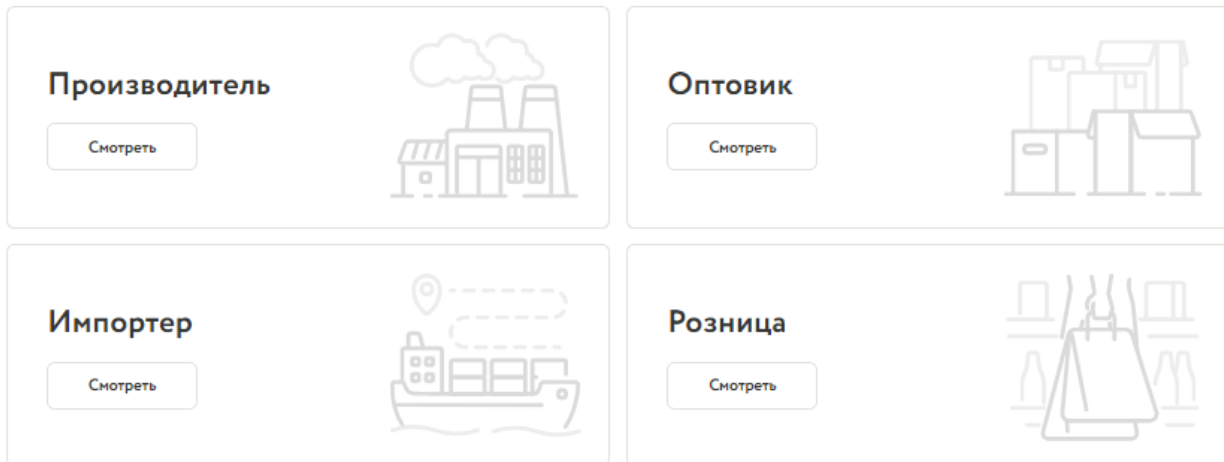 Производитель
Смотреть
Оптовик
Смотреть
Импортер
Смотреть
Розница
Смотреть